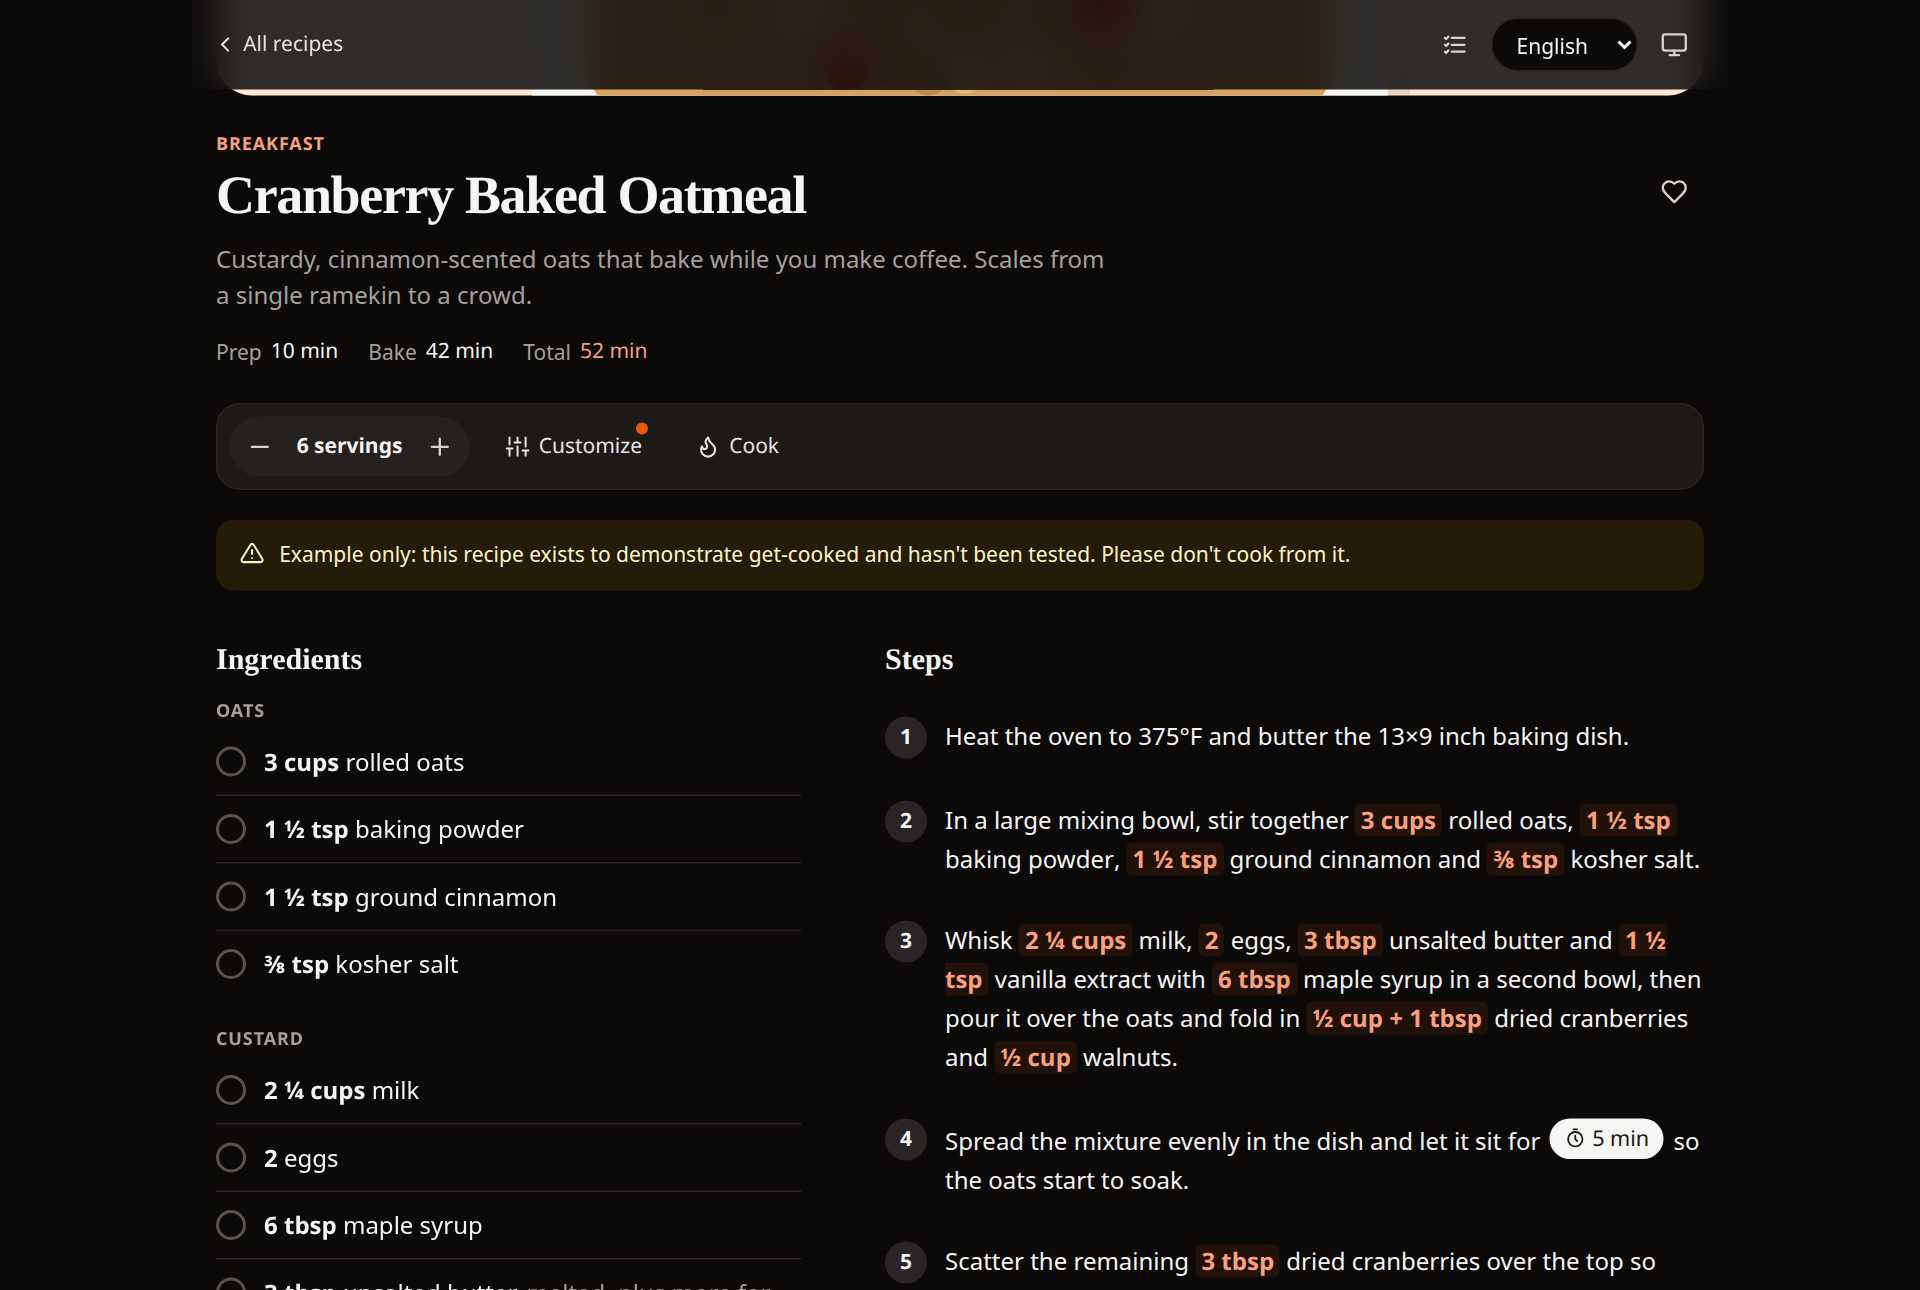 All recipes
English
BREAKFAST
Cranberry Baked Oatmeal
Custardy, cinnamon-scented oats that bake while you make coffee. Scales from
a single ramekin to a crowd.
Prep 10 min Bake 42 min Total 52 min
6 servings Customize Cook
Example only: this recipe exists to demonstrate get-cooked and hasn't been tested. Please don't cook from it.
Ingredients
OATS
3 cups rolled oats
1 ½ tsp baking powder
1 ½ tsp ground cinnamon
⅜ tsp kosher salt
CUSTARD
2 ¼ cups milk
2 eggs
6 tbsp maple syrup
3 tbsp unsalted butter, melted, plus more for
Steps
1 Heat the oven to 375°F and butter the 13×9 inch baking dish.
2 In a large mixing bowl, stir together 3 cups rolled oats, 1 ½ tsp
baking powder, 1 ½ tsp ground cinnamon and ⅜ tsp kosher salt.
3 Whisk 2 ¼ cups milk, 2 eggs, 3 tbsp unsalted butter and 1 ½
tsp vanilla extract with 6 tbsp maple syrup in a second bowl, then
pour it over the oats and fold in ½ cup + 1 tbsp dried cranberries
and ½ cup walnuts.
4 Spread the mixture evenly in the dish and let it sit for 5 min so
the oats start to soak.
5 Scatter the remaining 3 tbsp dried cranberries over the top so